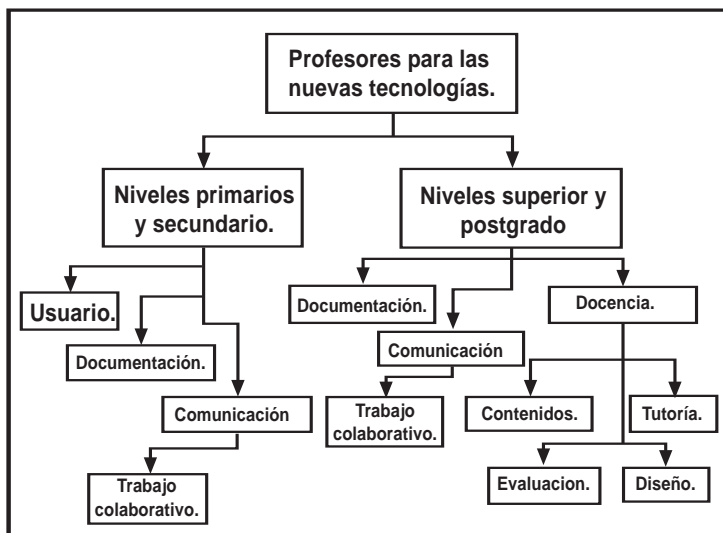 Profesores para las
nuevas tecnologías.
Niveles primarios
y secundario.
Niveles superior y
postgrado
Usuario.
Documentación.
Comunicación
Trabajo
colaborativo.
Documentación.
Comunicación
Trabajo
colaborativo.
Docencia.
Contenidos.
Tutoría.
Evaluacion.
Diseño.